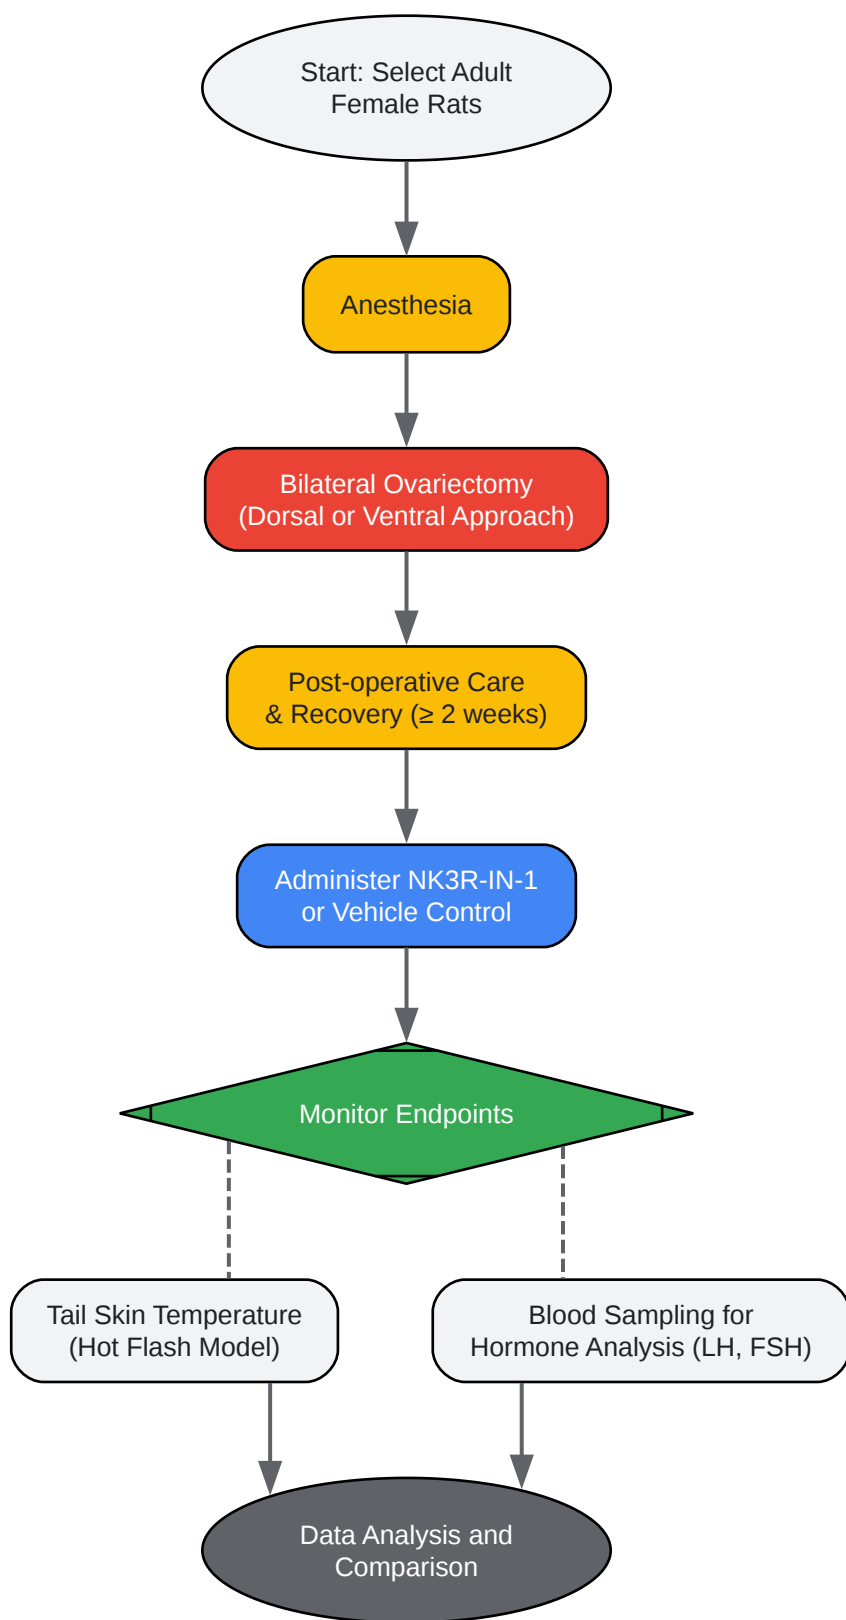 Start: Select Adult
Female Rats
Anesthesia
Bilateral Ovariectomy
(Dorsal or Ventral Approach)
Post-operative Care
& Recovery (≥ 2 weeks)
Administer NK3R-IN-1
or Vehicle Control
Monitor Endpoints
Tail Skin Temperature
(Hot Flash Model)
Blood Sampling for
Hormone Analysis (LH, FSH)
Data Analysis and
Comparison